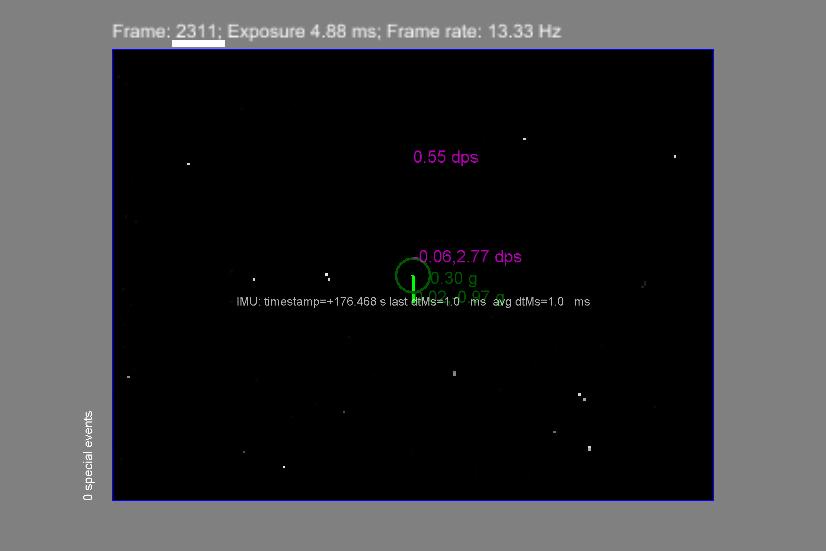 Frame: 2311; Exposure 4.88 ms; Frame rate: 13.33 Hz
0.55 dps
-0.06,2.77 dps
0.30 g
IMU: timestamp=+176.468 s last dtMs=1.0 ms avg dtMs=1.0 ms
0 special events